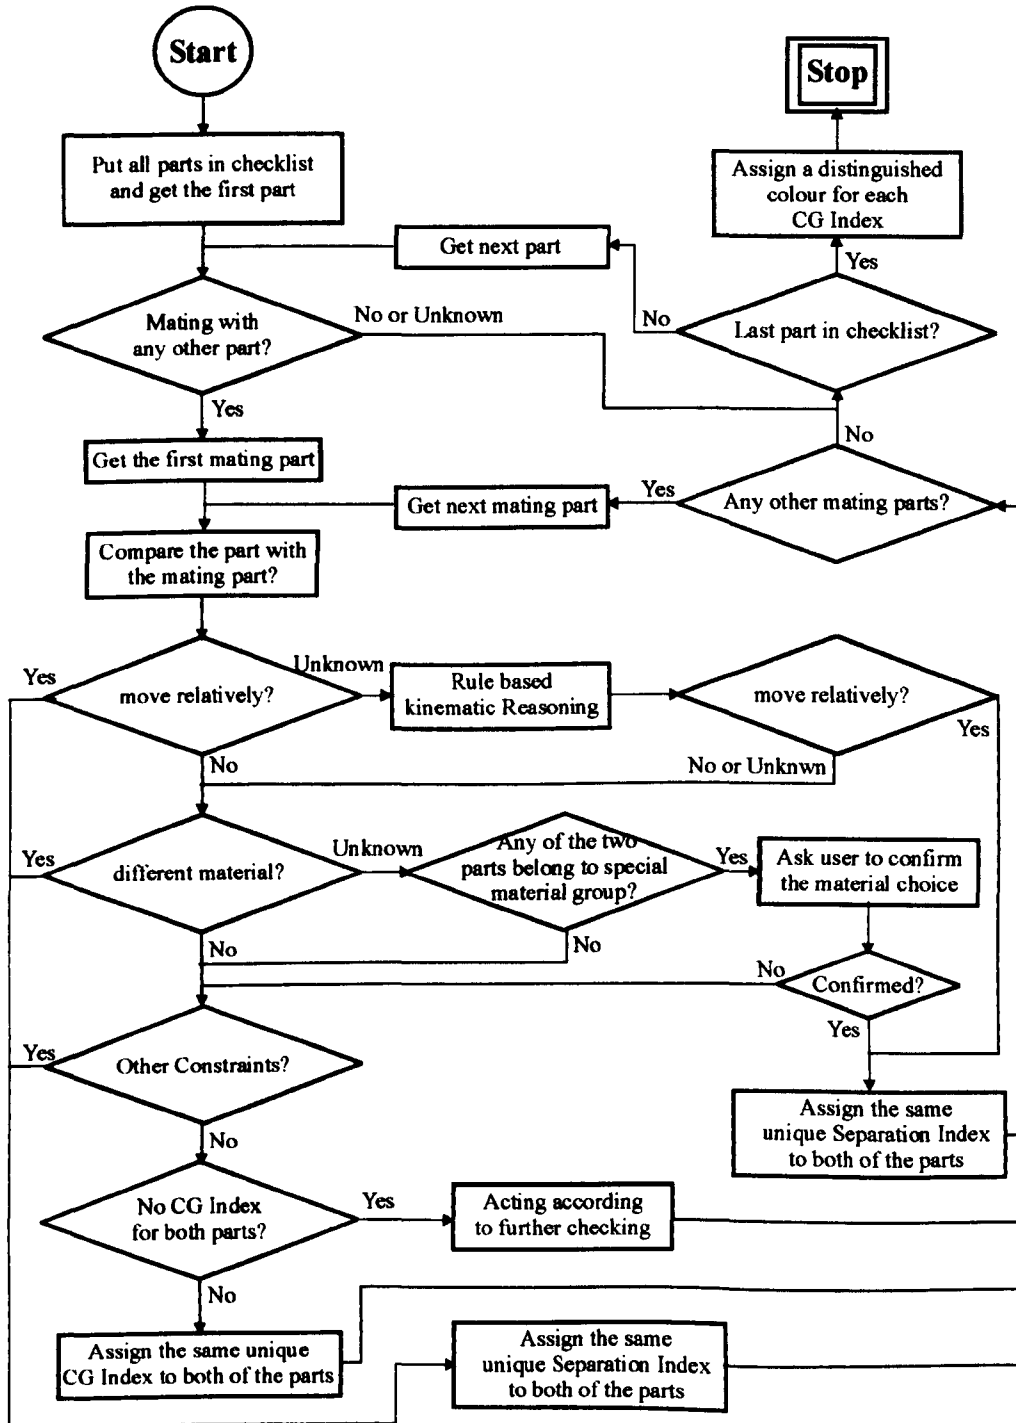 Start
Stop
Put all parts in checklist
and get the first part
Assign a distinguished
colour for each
CG Index
Get next part
Yes
No
Last part in checklist?
Mating with
any other part?
No or Unknown
Yes
No
Get the first mating part
Get next mating part
Yes
Any other mating parts?
Compare the part with
the mating part?
Yes
move relatively?
Unknown
Rule based
kinematic Reasoning
move relatively?
Yes
No
No or Unknwn
Yes
different material?
Unknown
Any of the two
parts belong to special
material group?
Yes
Ask user to confirm
the material choice
No
No
No
Confirmed?
Yes
Yes
Other Constraints?
Assign the same
unique Separation Index
to both of the parts
No
No CG Index
for both parts?
Yes
Acting according
to further checking
No
Assign the same unique
CG Index to both of the parts
Assign the same
unique Separation Index
to both of the parts